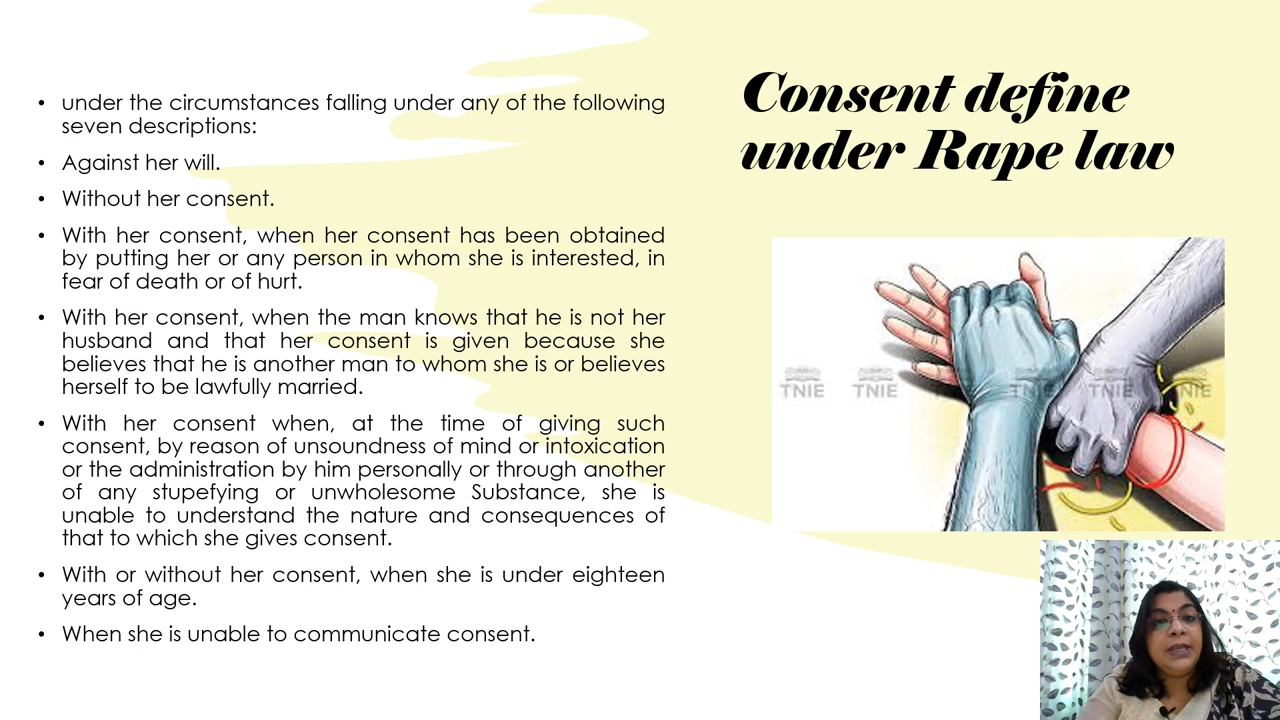 Consent define
under Rape law
• under the circumstances falling under any of the following
seven descriptions:
• Against her will.
• Without her consent.
• With her consent, when her consent has been obtained
by putting her or any person in whom she is interested, in
fear of death or of hurt.
• With her consent, when the man knows that he is not her
husband and that her consent is given because she
believes that he is another man to whom she is or believes
herself to be lawfully married.
• With her consent when, at the time of giving such
consent, by reason of unsoundness of mind or intoxication
or the administration by him personally or through another
of any stupefying or unwholesome Substance, she is
unable to understand the nature and consequences of
that to which she gives consent.
• With or without her consent, when she is under eighteen
years of age.
• When she is unable to communicate consent.
TNIE TNIE TNIE TNIE TNIE TNIE